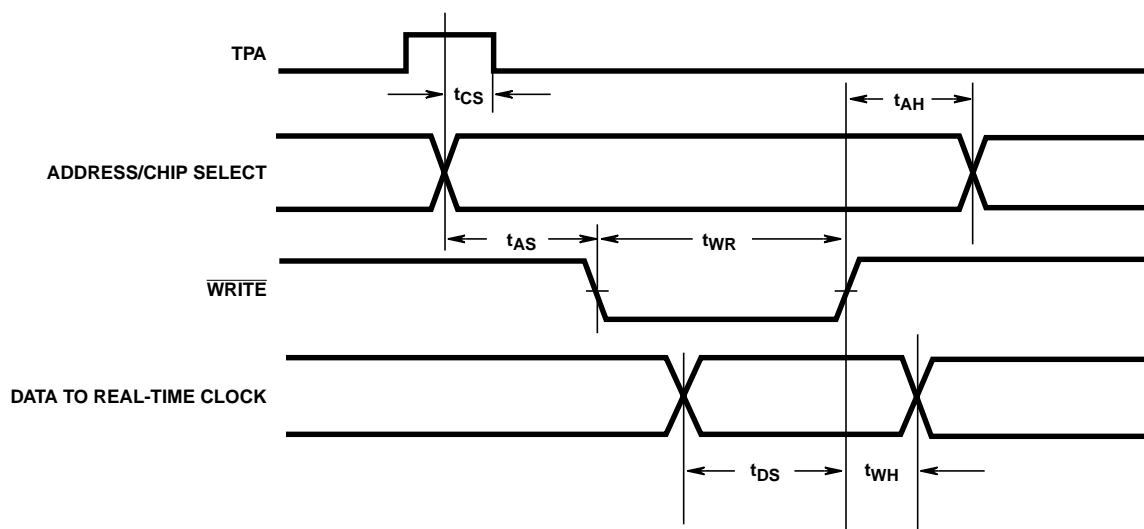 TPA
tCS
tAH
ADDRESS/CHIP SELECT
tAS
tWR
WRITE
DATA TO REAL-TIME CLOCK
tDS
tWH